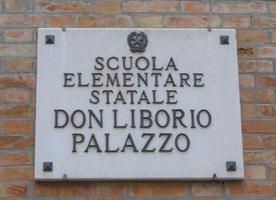 SCUOLA
ELEMENTARE
STATALE
DON LIBORIO
PALAZZO